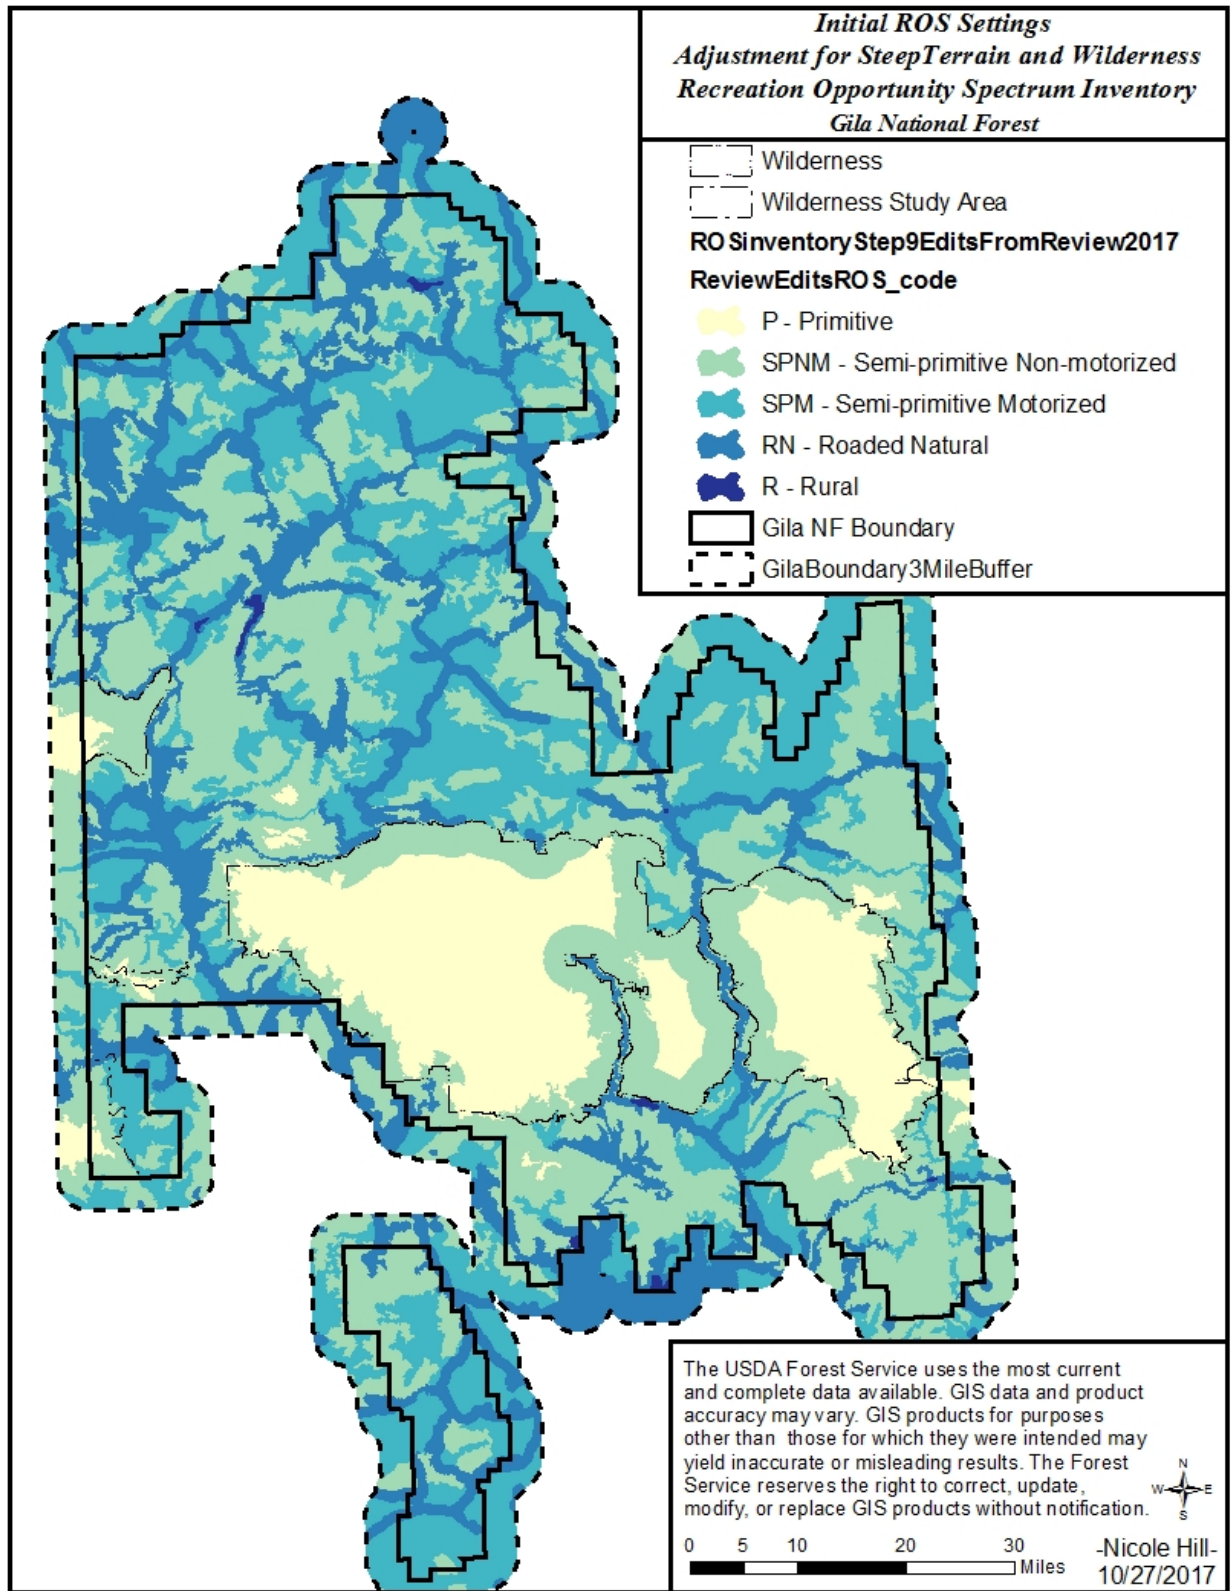 Initial ROS Settings
Adjustment for SteepTerrain and Wilderness
Recreation Opportunity Spectrum Inventory
Gila National Forest
Wilderness
Wilderness Study Area
ROSinventoryStep9EditsFromReview2017
ReviewEditsROS_code
P - Primitive
SPNM - Semi-primitive Non-motorized
SPM - Semi-primitive Motorized
RN - Roaded Natural
R - Rural
Gila NF Boundary
GilaBoundary3MileBuffer
The USDA Forest Service uses the most current
and complete data available. GIS data and product
accuracy may vary. GIS products for purposes
other than those for which they were intended may
yield inaccurate or misleading results. The Forest
Service reserves the right to correct, update,
modify, or replace GIS products without notification.
N
W E
S
0 5 10 20 30
Miles
-Nicole Hill-
10/27/2017